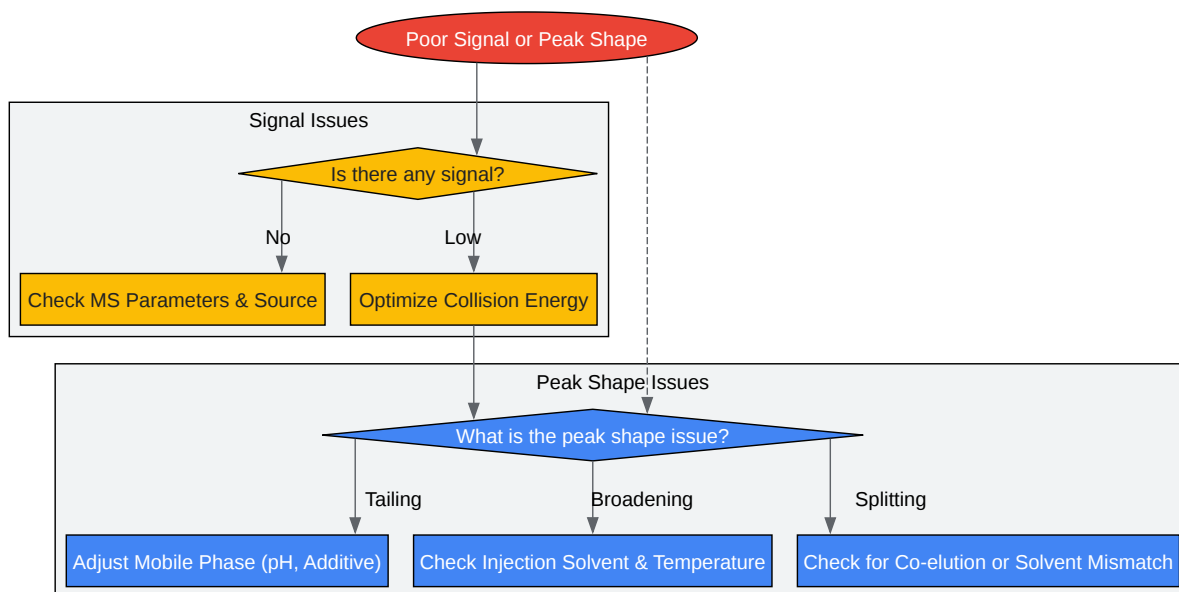 Poor Signal or Peak Shape
Signal Issues
Is there any signal?
No
Low
Check MS Parameters & Source
Optimize Collision Energy
Peak Shape Issues
What is the peak shape issue?
Tailing
Broadening
Splitting
Adjust Mobile Phase (pH, Additive)
Check Injection Solvent & Temperature
Check for Co-elution or Solvent Mismatch